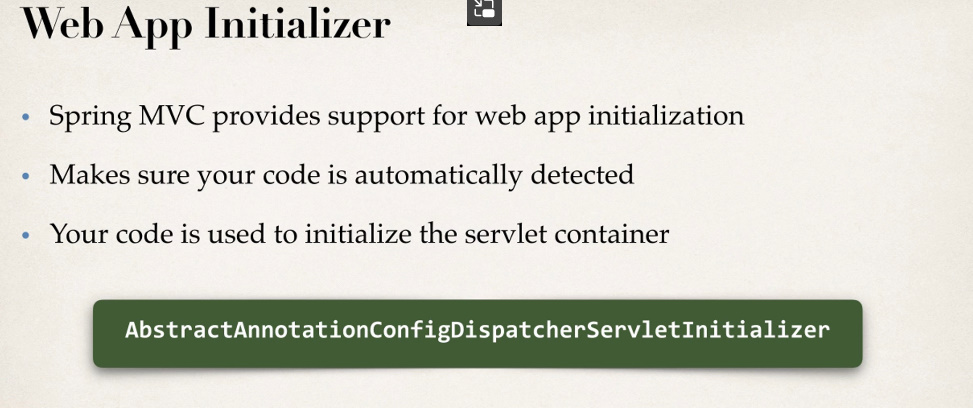 Web App Initializer
• Spring MVC provides support for web app initialization
• Makes sure your code is automatically detected
• Your code is used to initialize the servlet container
AbstractAnnotationConfigDispatcherServletInitializer